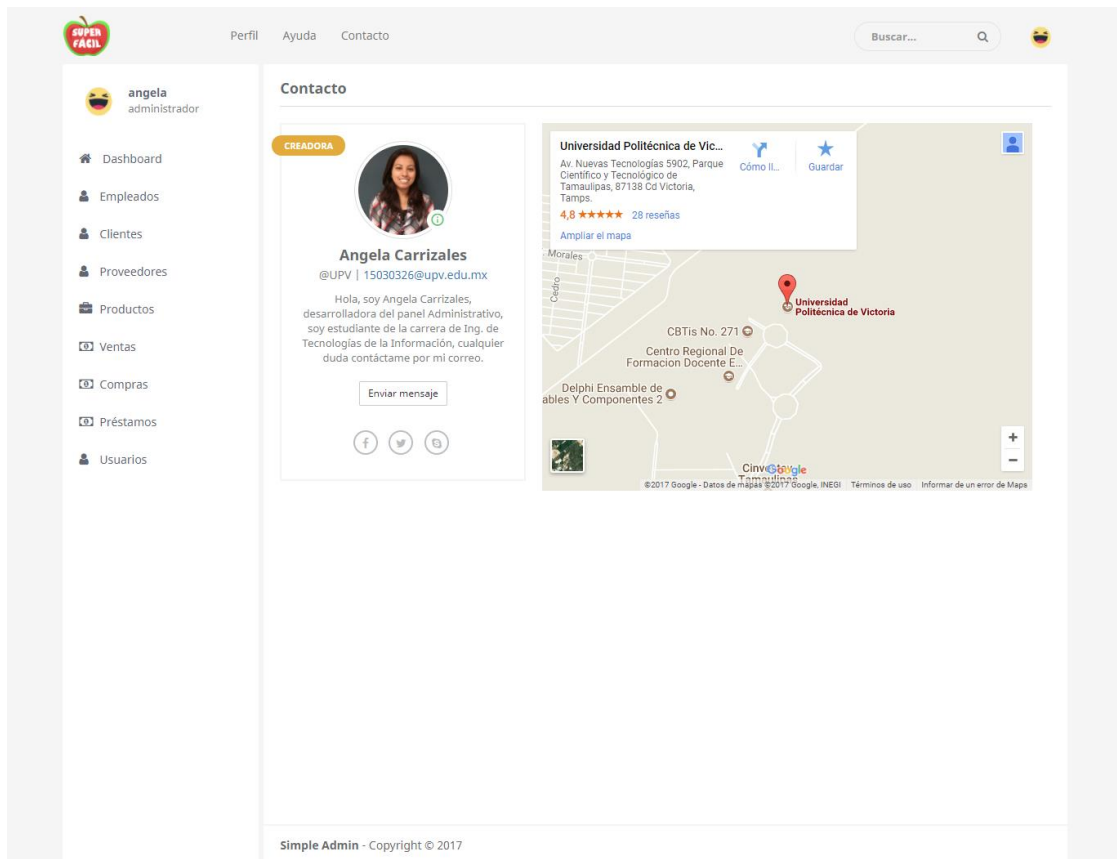 SUPER
FÁCIL
Perfil Ayuda Contacto
Buscar...
angela
administrador
Dashboard
Empleados
Clientes
Proveedores
Productos
Ventas
Compras
Préstamos
Usuarios
Contacto
CREADORA
Angela Carrizales
@UPV | 15030326@upv.edu.mx
Hola, soy Angela Carrizales,
desarrolladora del panel Administrativo,
soy estudiante de la carrera de Ing. de
Tecnologías de la Información, cualquier
duda contáctame por mi correo.
Enviar mensaje
Universidad Politécnica de Vic...
Av. Nuevas Tecnologías 5902, Parque
Científico y Tecnológico de
Tamaulipas, 87138 Cd Victoria,
Tamps.
4,8 ★★★★★ 28 reseñas
Ampliar el mapa
Cómo ll...
Guardar
Morales
Cedro
Universidad
Politécnica de Victoria
CBTis No. 271
Centro Regional De
Formacion Docente E...
Delphi Ensamble de
ables Y Componentes 2
Cinvestav
Tamaulipas
Google
+
−
©2017 Google - Datos de mapas ©2017 Google, INEGI Términos de uso Informar de un error de Maps
Simple Admin - Copyright © 2017